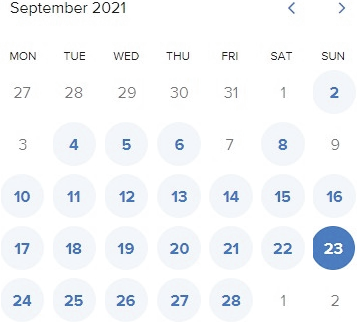 September 2021
MON TUE WED THU FRI SAT SUN
27 28 29 30 31 1 2
3 4 5 6 7 8 9
10 11 12 13 14 15 16
17 18 19 20 21 22 23
24 25 26 27 28 1 2